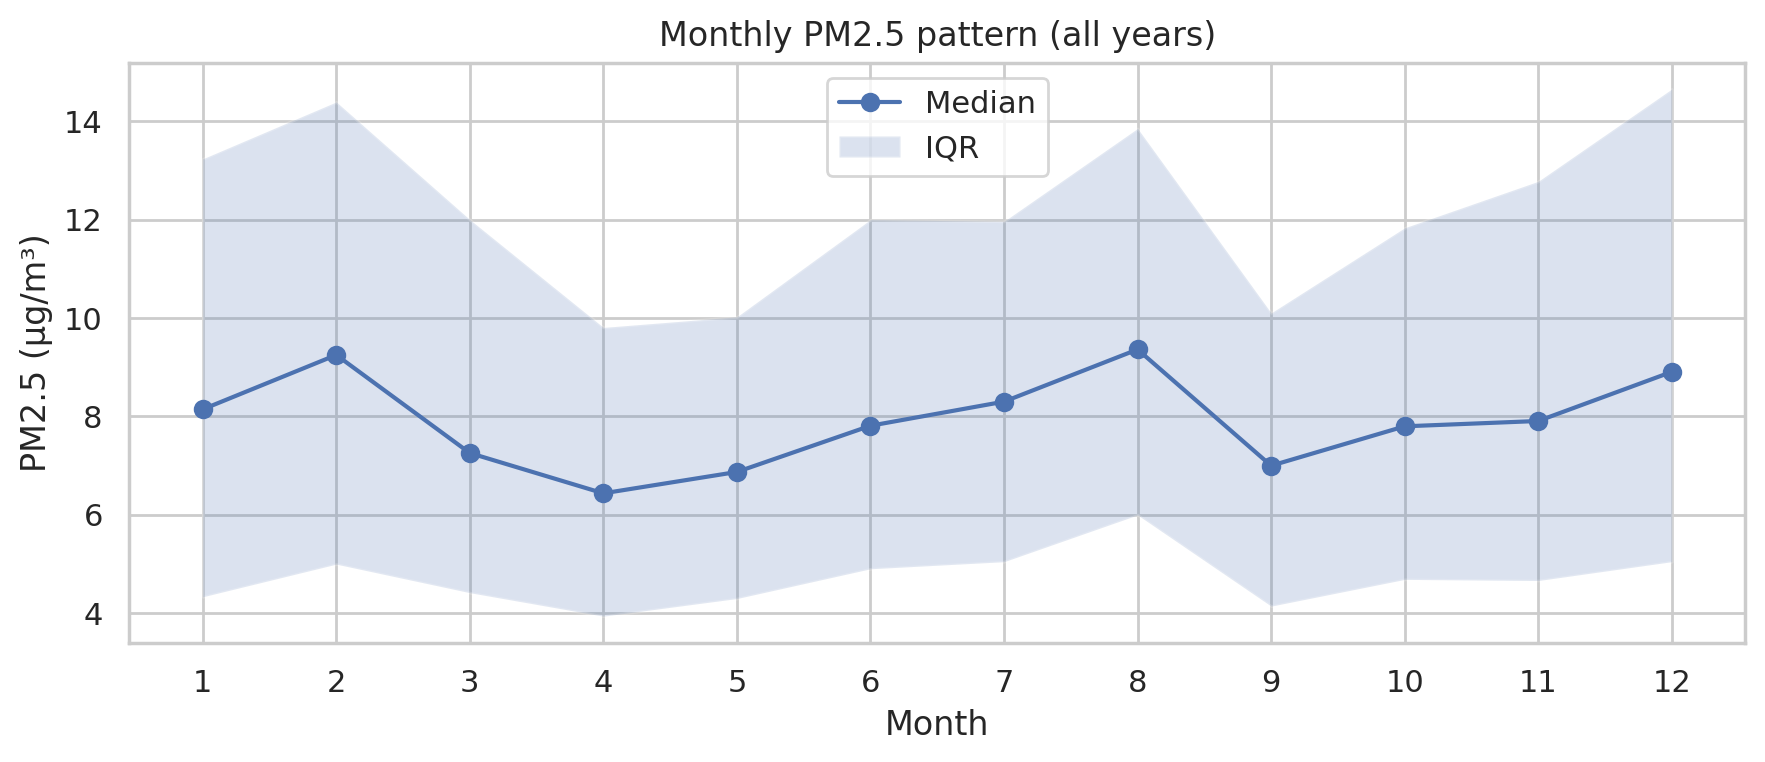 Monthly PM2.5 pattern (all years)
Median
IQR
PM2.5 (µg/m³)
14
12
10
8
6
4
1 2 3 4 5 6 7 8 9 10 11 12
Month